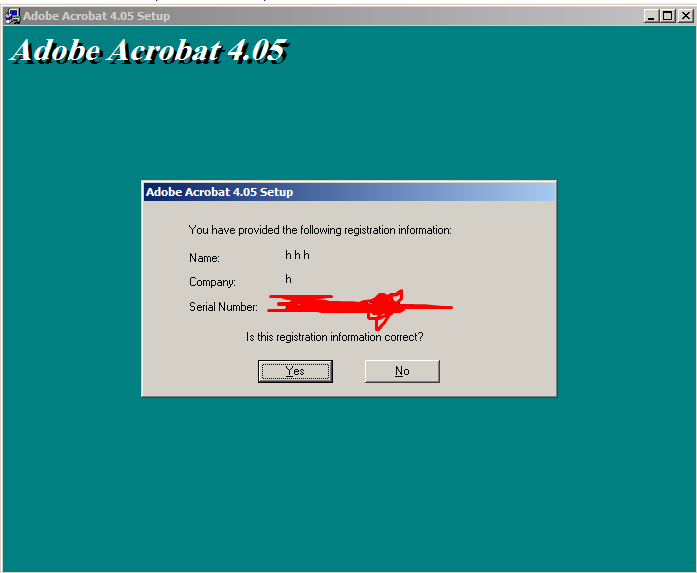 Adobe Acrobat 4.05 Setup
Adobe Acrobat 4.05
Adobe Acrobat 4.05 Setup
You have provided the following registration information:
Name: h h h
Company: h
Serial Number:
Is this registration information correct?
Yes No